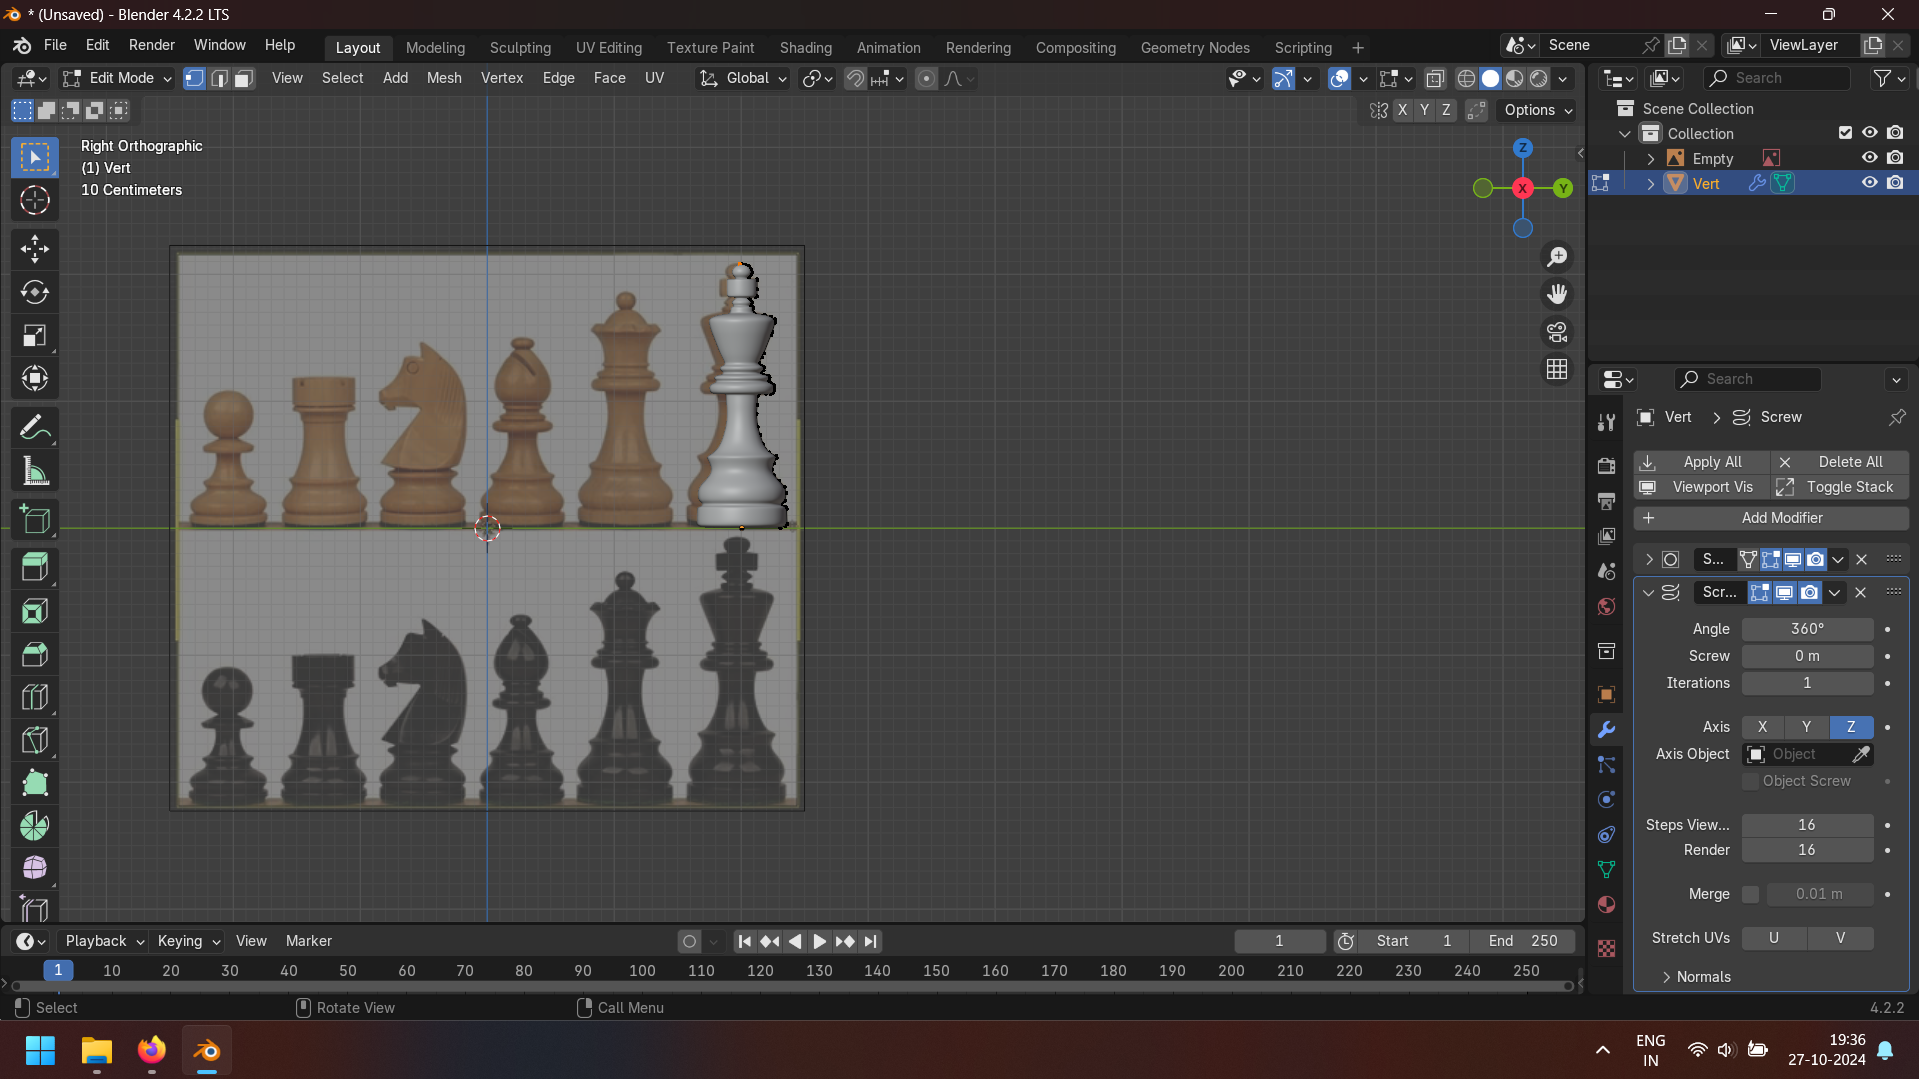 * (Unsaved) - Blender 4.2.2 LTS
File Edit Render Window Help
Layout Modeling Sculpting UV Editing Texture Paint Shading Animation Rendering Compositing Geometry Nodes Scripting +
Scene
ViewLayer
Edit Mode View Select Add Mesh Vertex Edge Face UV Global
Search
X Y Z Options
Right Orthographic
(1) Vert
10 Centimeters
Z
X
Y
Scene Collection
Collection
Empty
Vert
Search
Vert > Screw
Apply All Delete All
Viewport Vis Toggle Stack
Add Modifier
S...
Scr...
Angle 360°
Screw 0 m
Iterations 1
Axis X Y Z
Axis Object Object
Object Screw
Steps View... 16
Render 16
Merge 0.01 m
Stretch UVs U V
Normals
Playback Keying View Marker
1 Start 1 End 250
1 10 20 30 40 50 60 70 80 90 100 110 120 130 140 150 160 170 180 190 200 210 220 230 240 250
Select Rotate View Call Menu 4.2.2
ENG
IN
19:36
27-10-2024